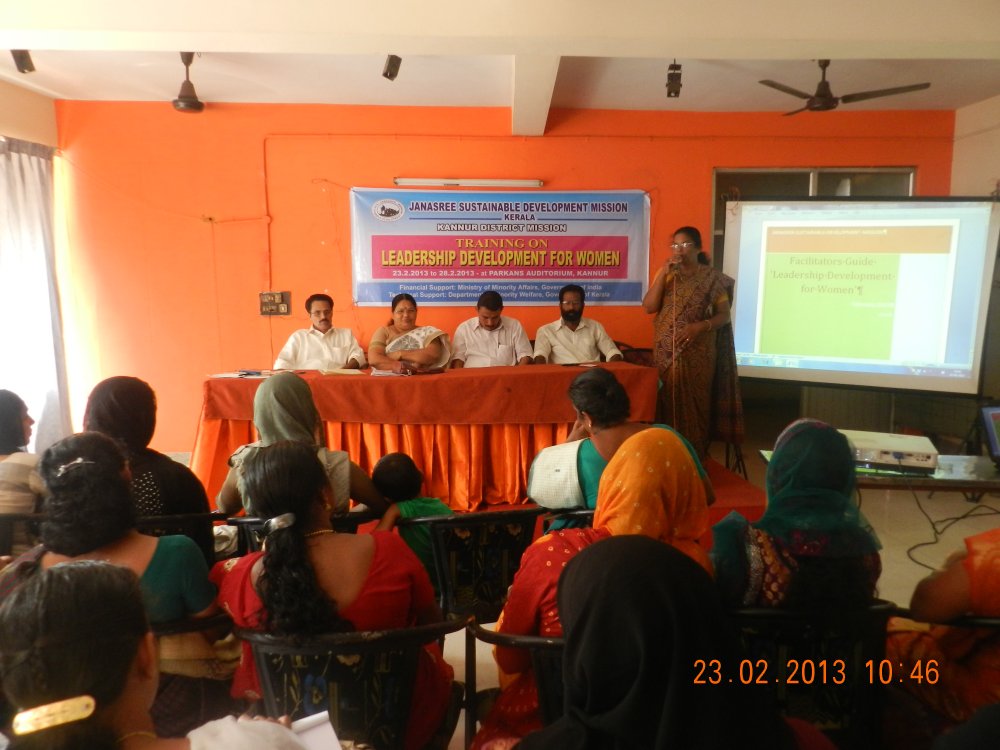 JANASREE SUSTAINABLE DEVELOPMENT MISSION
- KERALA -
KANNUR DISTRICT MISSION
TRAINING ON
LEADERSHIP DEVELOPMENT FOR WOMEN
23.2.2013 to 28.2.2013 - at PARKANS AUDITORIUM, KANNUR
Financial Support: Ministry of Minority Affairs, Government of India
Technical Support: Department Minority Welfare, Gov of Kerala
JANASREE SUSTAINABLE DEVELOPMENT MISSION¶
Facilitators·Guide·
'Leadership·Development·
for·Women'¶
23.02.2013 10:46